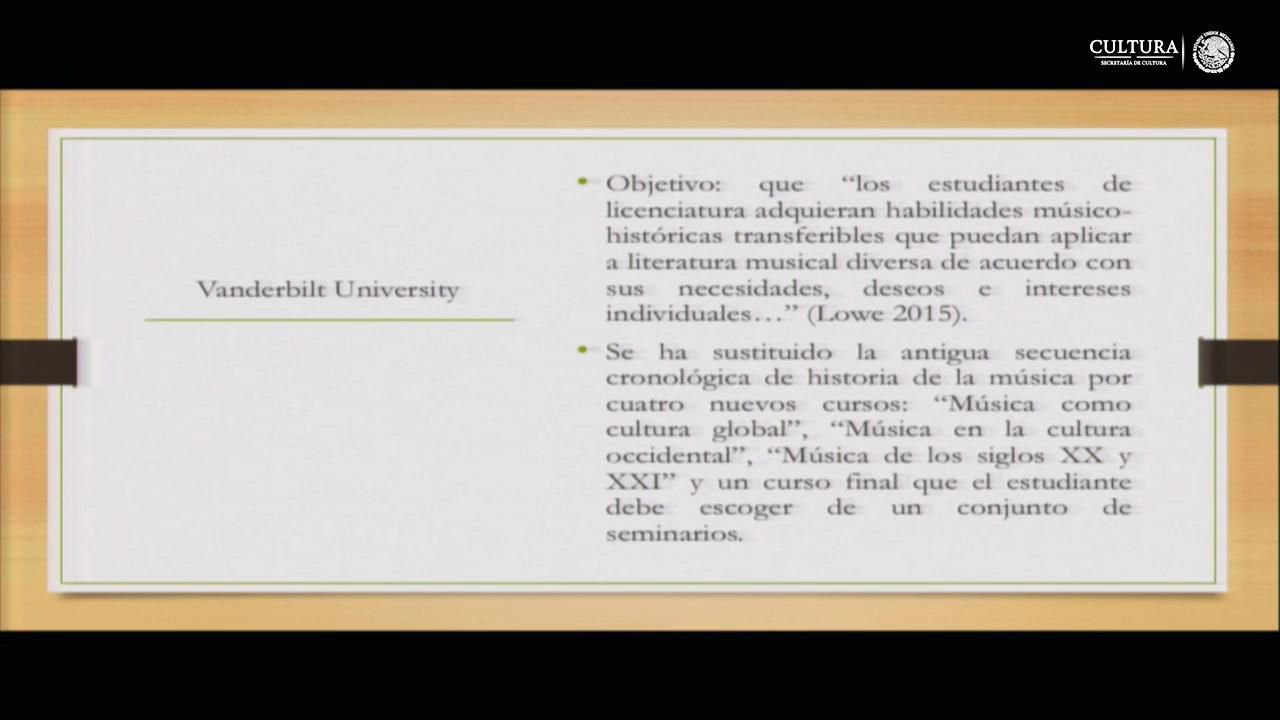 CULTURA
SECRETARÍA DE CULTURA
Vanderbilt University
• Objetivo: que “los estudiantes de
licenciatura adquieran habilidades músico-
históricas transferibles que puedan aplicar
a literatura musical diversa de acuerdo con
sus necesidades, deseos e intereses
individuales…” (Lowe 2015).
• Se ha sustituido la antigua secuencia
cronológica de historia de la música por
cuatro nuevos cursos: “Música como
cultura global”, “Música en la cultura
occidental”, “Música de los siglos XX y
XXI” y un curso final que el estudiante
debe escoger de un conjunto de
seminarios.